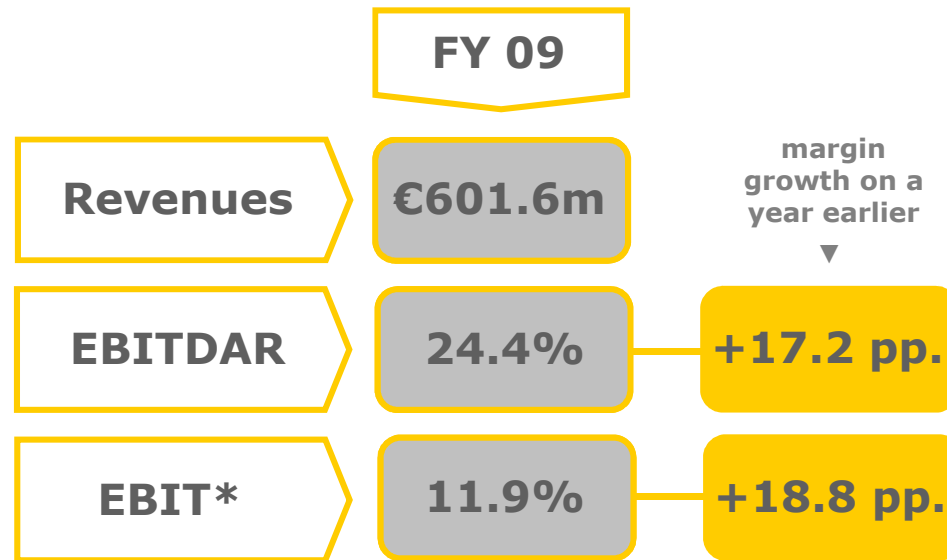 FY 09
Revenues
€601.6m
margin
growth on a
year earlier
▼
EBITDAR
24.4%
+17.2 pp.
EBIT*
11.9%
+18.8 pp.